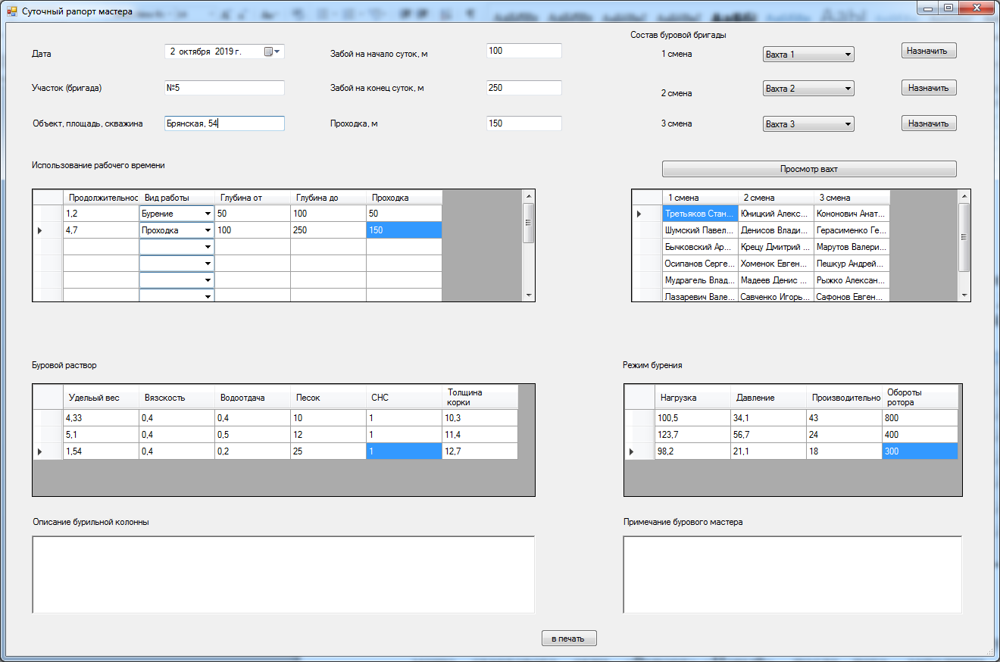 Суточный рапорт мастера
Состав буровой бригады
Дата 2 октября 2019 г. Забой на начало суток, м 100 1 смена Вахта 1 Назначить
Участок (бригада) №5 Забой на конец суток, м 250 2 смена Вахта 2 Назначить
Объект, площадь, скважина Брянская, 54 Проходка, м 150 3 смена Вахта 3 Назначить
Использование рабочего времени Просмотр вахт
Продолжительнос Вид работы Глубина от Глубина до Проходка
1,2 Бурение 50 100 50
4,7 Проходка 100 250 150
1 смена 2 смена 3 смена
Третьяков Стан... Юницкий Алекс... Кононович Анат...
Шумский Павел... Денисов Влади... Герасименко Ге...
Бычковский Ар... Крецу Дмитрий ... Марутов Валери...
Осипанов Серге... Хоменок Евген... Пешкур Андрей...
Мудрагель Влад... Мадеев Денис ... Рыжко Алексан...
Лазаревич Вале... Савченко Игорь... Сафонов Евген...
Буровой раствор
Удельый вес Вязскость Водоотдача Песок СНС Толщина
корки
4,33 0,4 0,4 10 1 10,3
5,1 0,4 0,5 12 1 11,4
1,54 0,4 0,2 25 1 12,7
Режим бурения
Нагрузка Давление Производительно Обороты
ротора
100,5 34,1 43 800
123,7 56,7 24 400
98,2 21,1 18 300
Описание бурильной колонны
Примечание бурового мастера
в печать